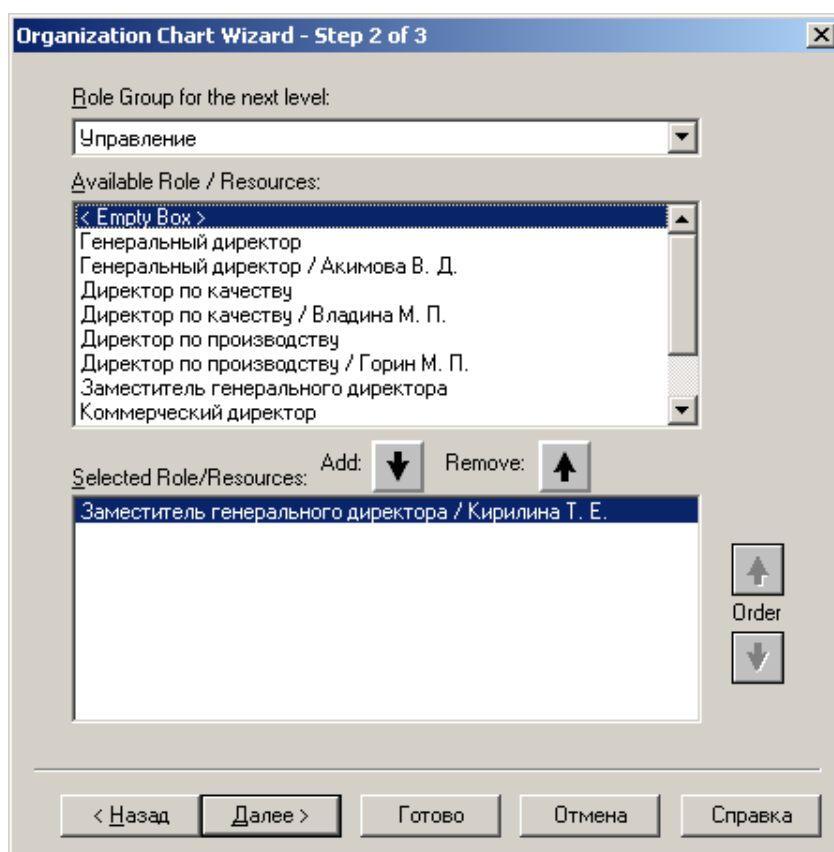 Organization Chart Wizard - Step 2 of 3
Role Group for the next level:
Управление
Available Role / Resources:
< Empty Box >
Генеральный директор
Генеральный директор / Акимова В. Д.
Директор по качеству
Директор по качеству / Владина М. П.
Директор по производству
Директор по производству / Горин М. П.
Заместитель генерального директора
Коммерческий директор
Selected Role/Resources: Add: Remove:
Заместитель генерального директора / Кирилина Т. Е.
Order
< Назад Далее > Готово Отмена Справка